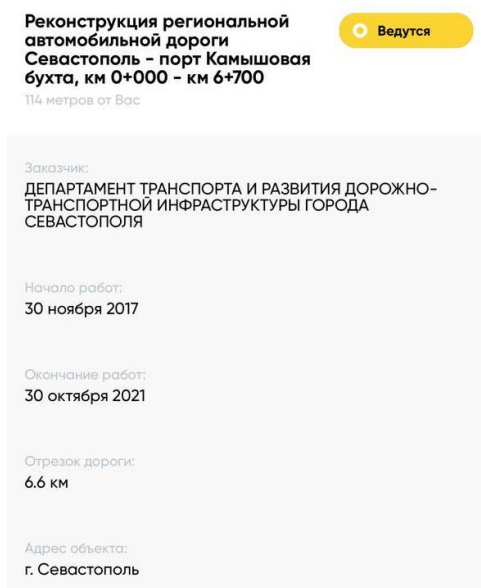 Реконструкция региональной
автомобильной дороги
Севастополь - порт Камышовая
бухта, км 0+000 - км 6+700
Ведутся
114 метров от Вас
Заказчик:
ДЕПАРТАМЕНТ ТРАНСПОРТА И РАЗВИТИЯ ДОРОЖНО-
ТРАНСПОРТНОЙ ИНФРАСТРУКТУРЫ ГОРОДА
СЕВАСТОПОЛЯ
Начало работ:
30 ноября 2017
Окончание работ:
30 октября 2021
Отрезок дороги:
6.6 км
Адрес объекта:
г. Севастополь